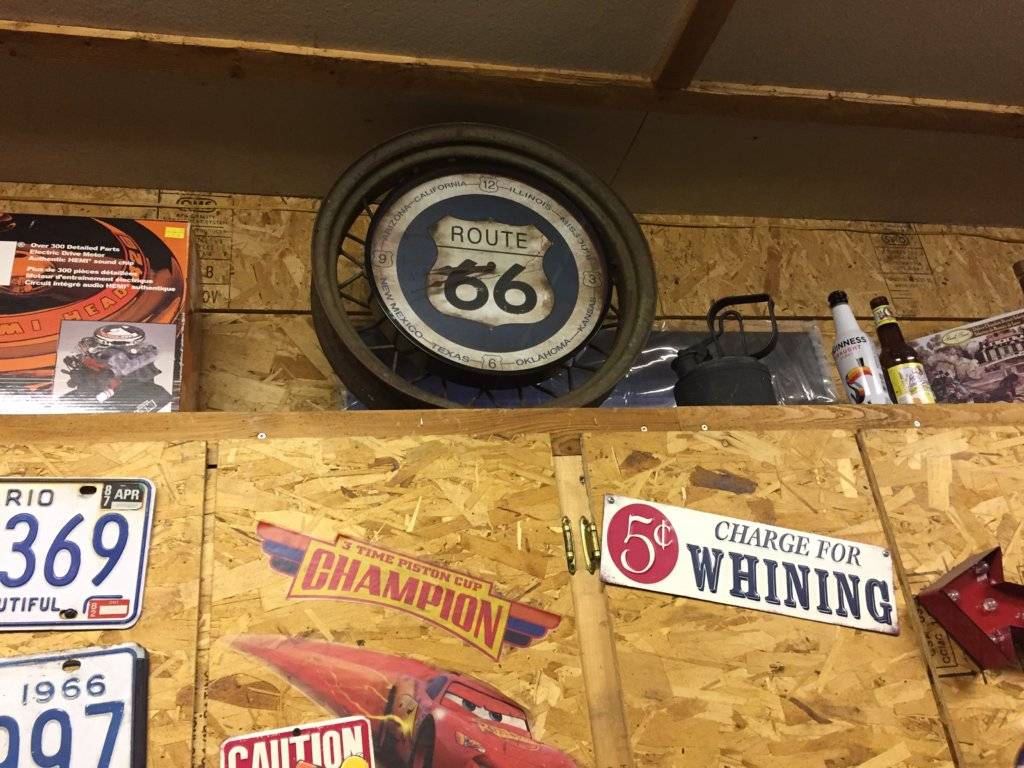 Over 300 Detailed Parts
Electric Drive Motor
Authentic HEMI® sound chip
Plus de 300 pièces détaillées
Moteur d'entraînement électrique
Circuit intégré audio HEMI® authentique
ARIZONA CALIFORNIA 12 ILLINOIS MISSOURI
9
3
ROUTE
66
NEW MEXICO TEXAS 6 OKLAHOMA KANSAS
RIO
87 APR
369
UTIFUL
1966
997
3 TIME PISTON CUP
CHAMPION
CAUTION
5¢
CHARGE FOR
WHINING